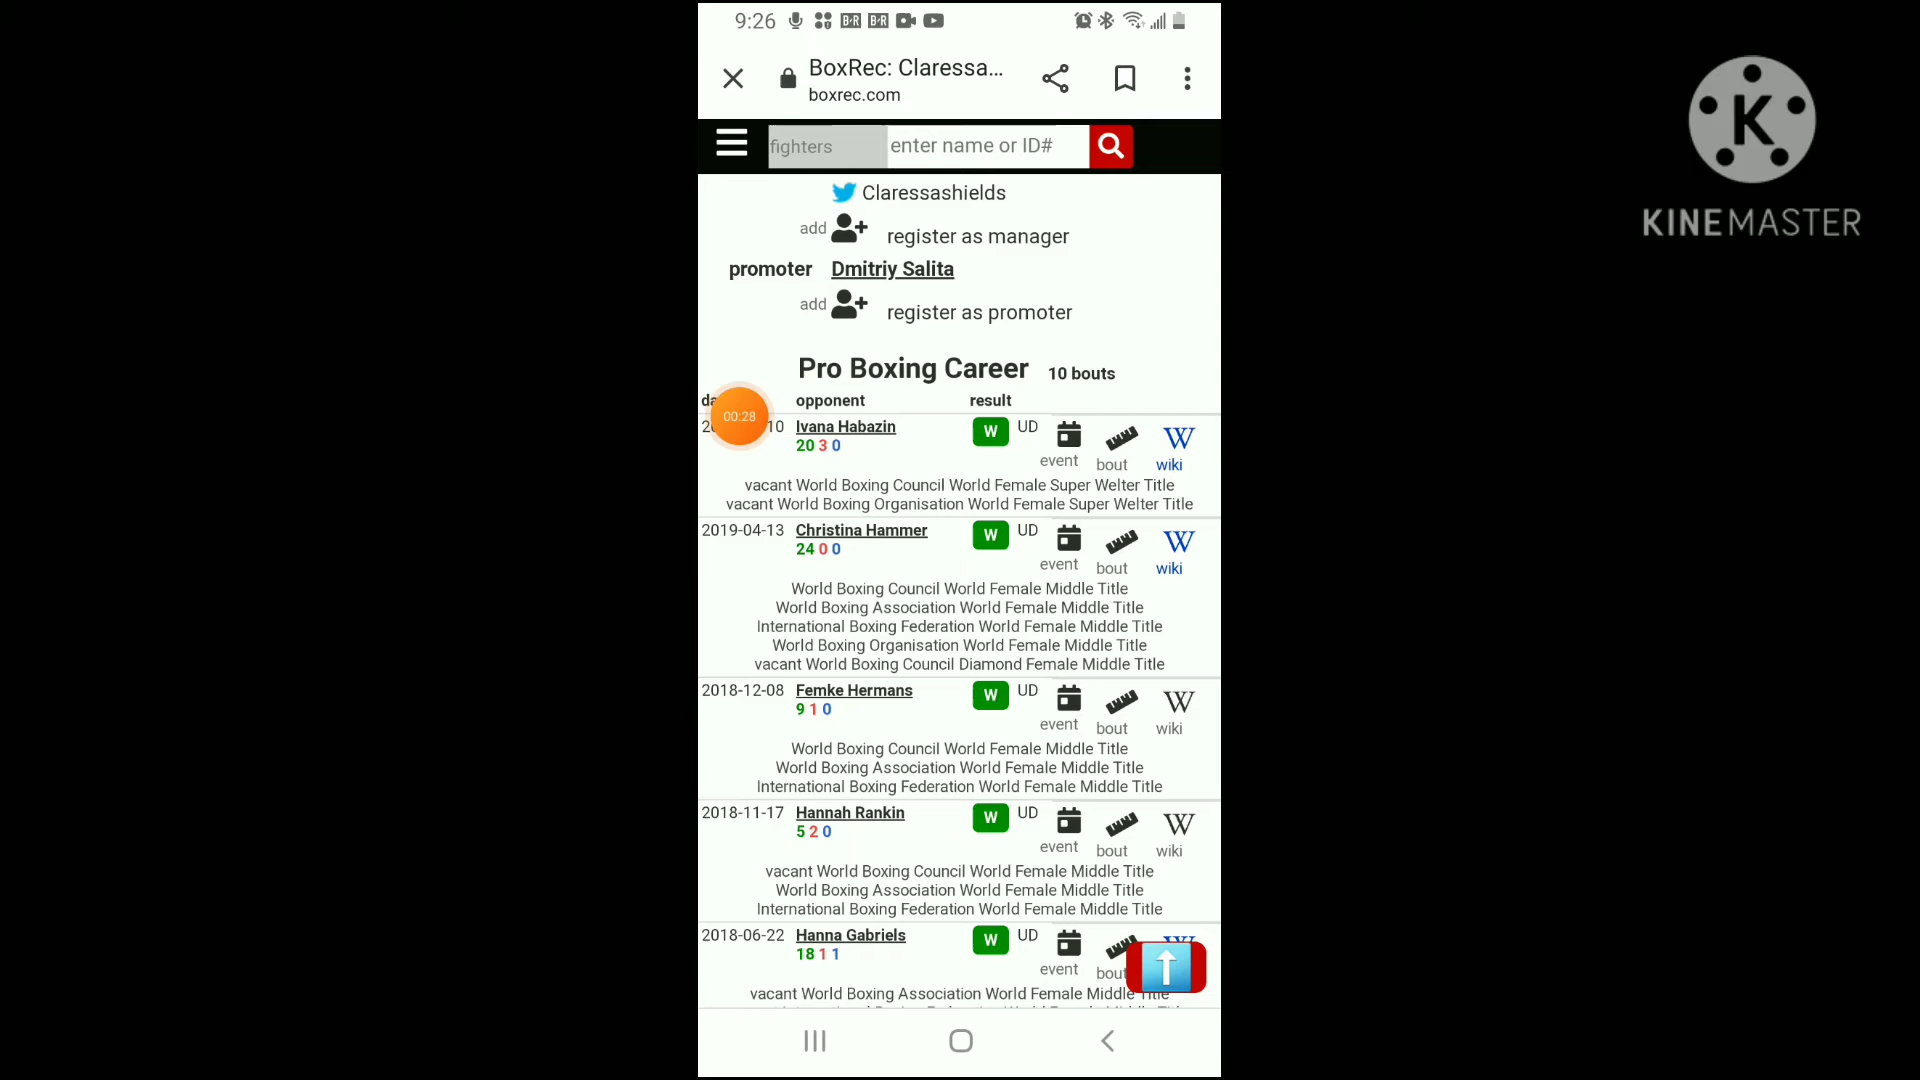 9:26
BoxRec: Claressa...
boxrec.com
fighters enter name or ID#
K
KINEMASTER
Claressashields
add register as manager
promoter Dmitriy Salita
add register as promoter
Pro Boxing Career 10 bouts
opponent result
00:28
10 Ivana Habazin W UD
20 3 0
event bout wiki
vacant World Boxing Council World Female Super Welter Title
vacant World Boxing Organisation World Female Super Welter Title
2019-04-13 Christina Hammer W UD
24 0 0
event bout wiki
World Boxing Council World Female Middle Title
World Boxing Association World Female Middle Title
International Boxing Federation World Female Middle Title
World Boxing Organisation World Female Middle Title
vacant World Boxing Council Diamond Female Middle Title
2018-12-08 Femke Hermans W UD
9 1 0
event bout wiki
World Boxing Council World Female Middle Title
World Boxing Association World Female Middle Title
International Boxing Federation World Female Middle Title
2018-11-17 Hannah Rankin W UD
5 2 0
event bout wiki
vacant World Boxing Council World Female Middle Title
World Boxing Association World Female Middle Title
International Boxing Federation World Female Middle Title
2018-06-22 Hanna Gabriels W UD
18 1 1
event bout
vacant World Boxing Association World Female Middle Title